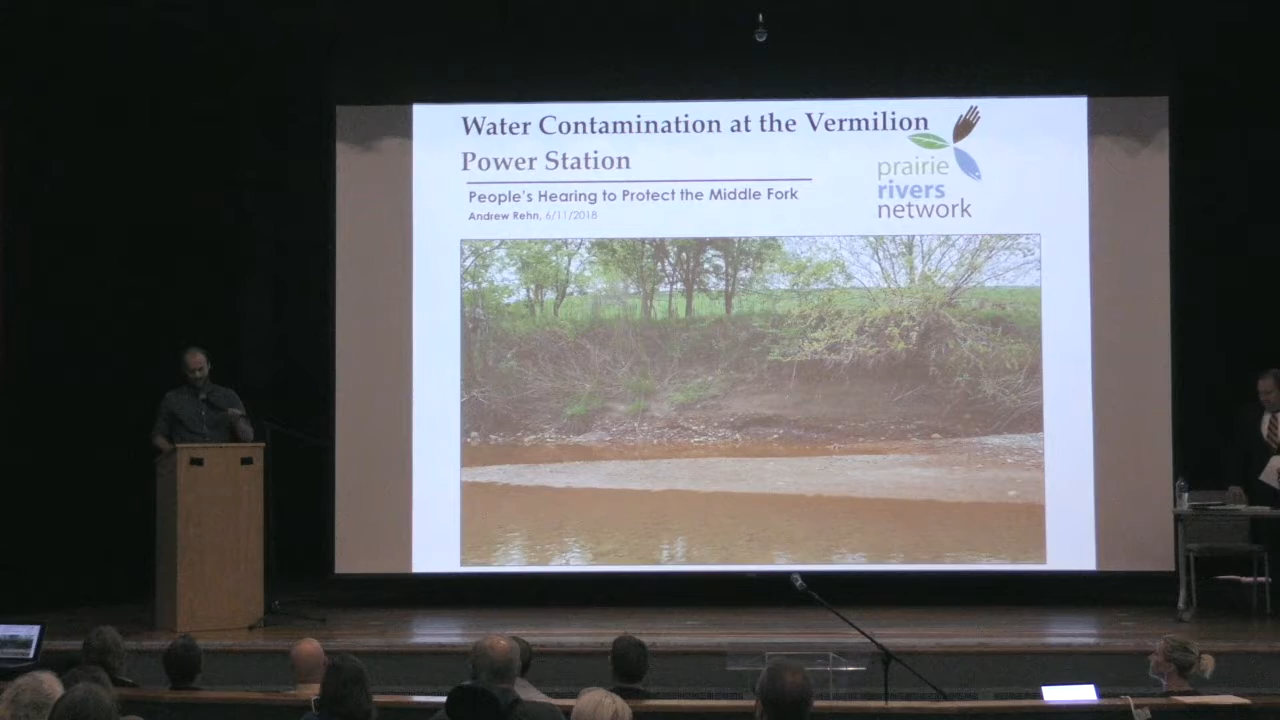 Water Contamination at the Vermilion
Power Station
People's Hearing to Protect the Middle Fork
Andrew Rehn, 6/11/2018
prairie
rivers
network